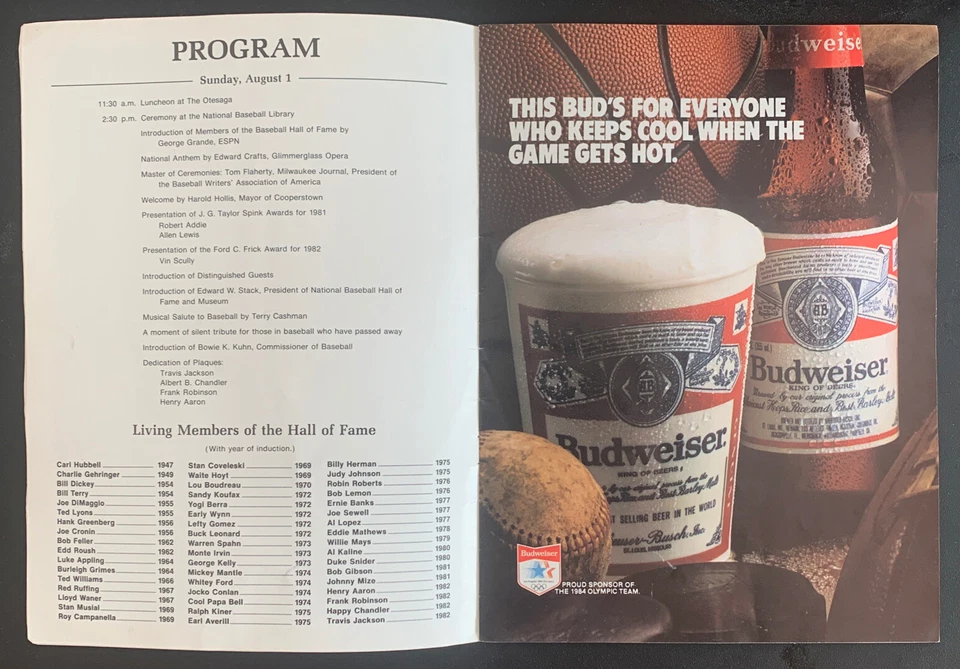 PROGRAM
Sunday, August 1
11:30 a.m. Luncheon at The Otesaga
2:30 p.m. Ceremony at the National Baseball Library
Introduction of Members of the Baseball Hall of Fame by
George Grande, ESPN
National Anthem by Edward Crafts, Glimmerglass Opera
Master of Ceremonies: Tom Flaherty, Milwaukee Journal, President of
the Baseball Writers' Association of America
Welcome by Harold Hollis, Mayor of Cooperstown
Presentation of J. G. Taylor Spink Awards for 1981
Robert Addie
Allen Lewis
Presentation of the Ford C. Frick Award for 1982
Vin Scully
Introduction of Distinguished Guests
Introduction of Edward W. Stack, President of National Baseball Hall of
Fame and Museum
Musical Salute to Baseball by Terry Cashman
A moment of silent tribute for those in baseball who have passed away
Introduction of Bowie K. Kuhn, Commissioner of Baseball
Dedication of Plaques:
Travis Jackson
Albert B. Chandler
Frank Robinson
Henry Aaron
Living Members of the Hall of Fame
(With year of induction.)
Carl Hubbell 1947
Charlie Gehringer 1949
Bill Dickey 1954
Bill Terry 1954
Joe DiMaggio 1955
Ted Lyons 1955
Hank Greenberg 1956
Joe Cronin 1956
Bob Feller 1962
Edd Roush 1962
Luke Appling 1964
Burleigh Grimes 1964
Ted Williams 1966
Red Ruffing 1967
Lloyd Waner 1967
Stan Musial 1969
Roy Campanella 1969
Stan Coveleski 1969
Waite Hoyt 1969
Lou Boudreau 1970
Sandy Koufax 1972
Yogi Berra 1972
Early Wynn 1972
Lefty Gomez 1972
Buck Leonard 1972
Warren Spahn 1973
Monte Irvin 1973
George Kelly 1973
Mickey Mantle 1974
Whitey Ford 1974
Jocko Conlan 1974
Cool Papa Bell 1974
Ralph Kiner 1975
Earl Averill 1975
Billy Herman 1975
Judy Johnson 1975
Robin Roberts 1976
Bob Lemon 1976
Ernie Banks 1977
Joe Sewell 1977
Al Lopez 1977
Eddie Mathews 1978
Willie Mays 1979
Al Kaline 1980
Duke Snider 1980
Bob Gibson 1981
Johnny Mize 1981
Henry Aaron 1982
Frank Robinson 1982
Happy Chandler 1982
Travis Jackson 1982
THIS BUD'S FOR EVERYONE
WHO KEEPS COOL WHEN THE
GAME GETS HOT.
Budweiser
Budweiser
KING OF BEERS
Budweiser
KING OF BEERS
SELLING BEER IN THE WORLD
Busch, Inc.
ST. LOUIS, MISSOURI
Budweiser
PROUD SPONSOR OF
THE 1984 OLYMPIC TEAM.